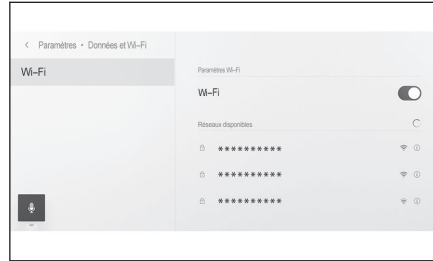 < Paramètres • Données et Wi–Fi
Wi–Fi
Paramètres Wi–Fi
Wi–Fi
Réseaux disponibles
**********
**********
**********